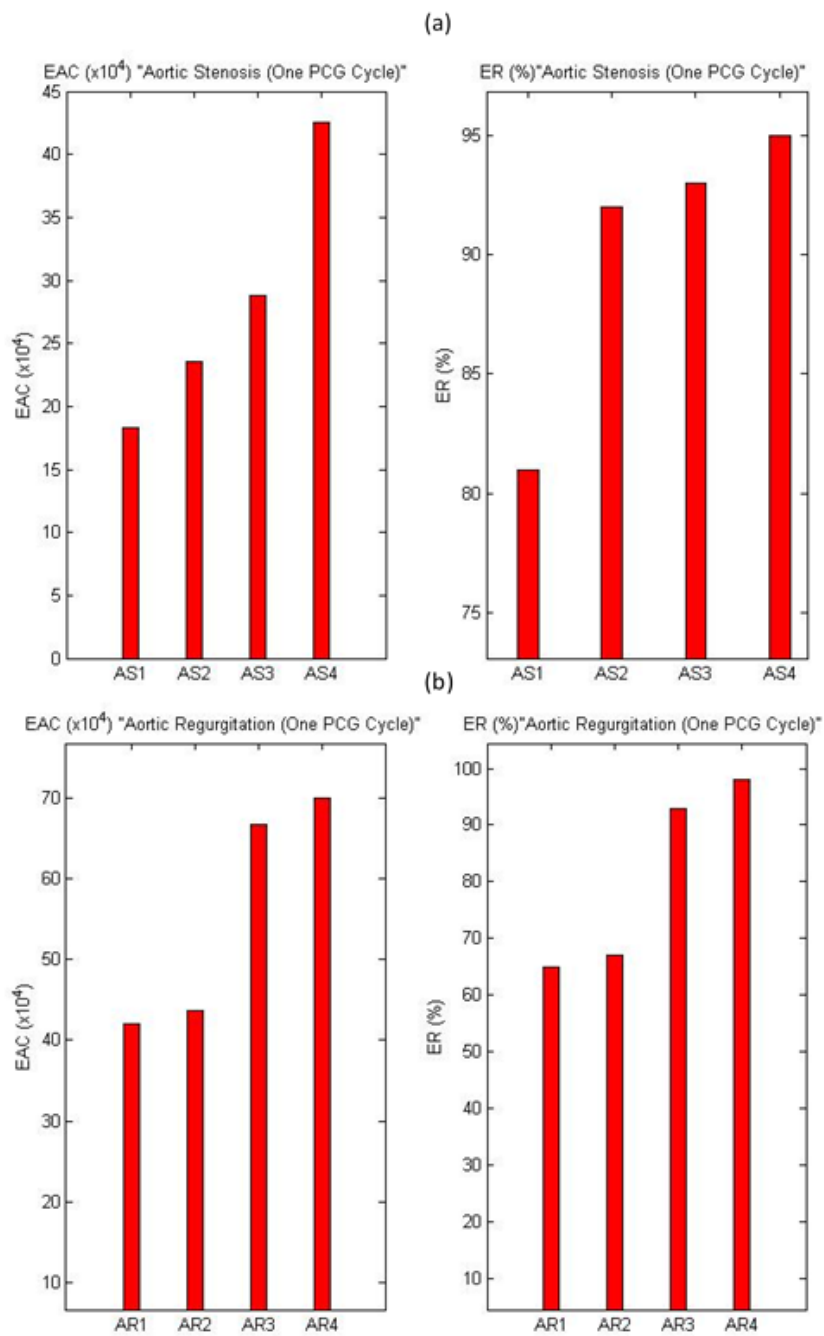 (a)
EAC (x10⁴) "Aortic Stenosis (One PCG Cycle)"
45
40
35
30
25
20
15
10
5
0
EAC (x10⁴)
AS1 AS2 AS3 AS4
ER (%)"Aortic Stenosis (One PCG Cycle)"
95
90
85
80
75
ER (%)
AS1 AS2 AS3 AS4
(b)
EAC (x10⁴) "Aortic Regurgitation (One PCG Cycle)"
70
60
50
40
30
20
10
EAC (x10⁴)
AR1 AR2 AR3 AR4
ER (%)"Aortic Regurgitation (One PCG Cycle)"
100
90
80
70
60
50
40
30
20
10
ER (%)
AR1 AR2 AR3 AR4